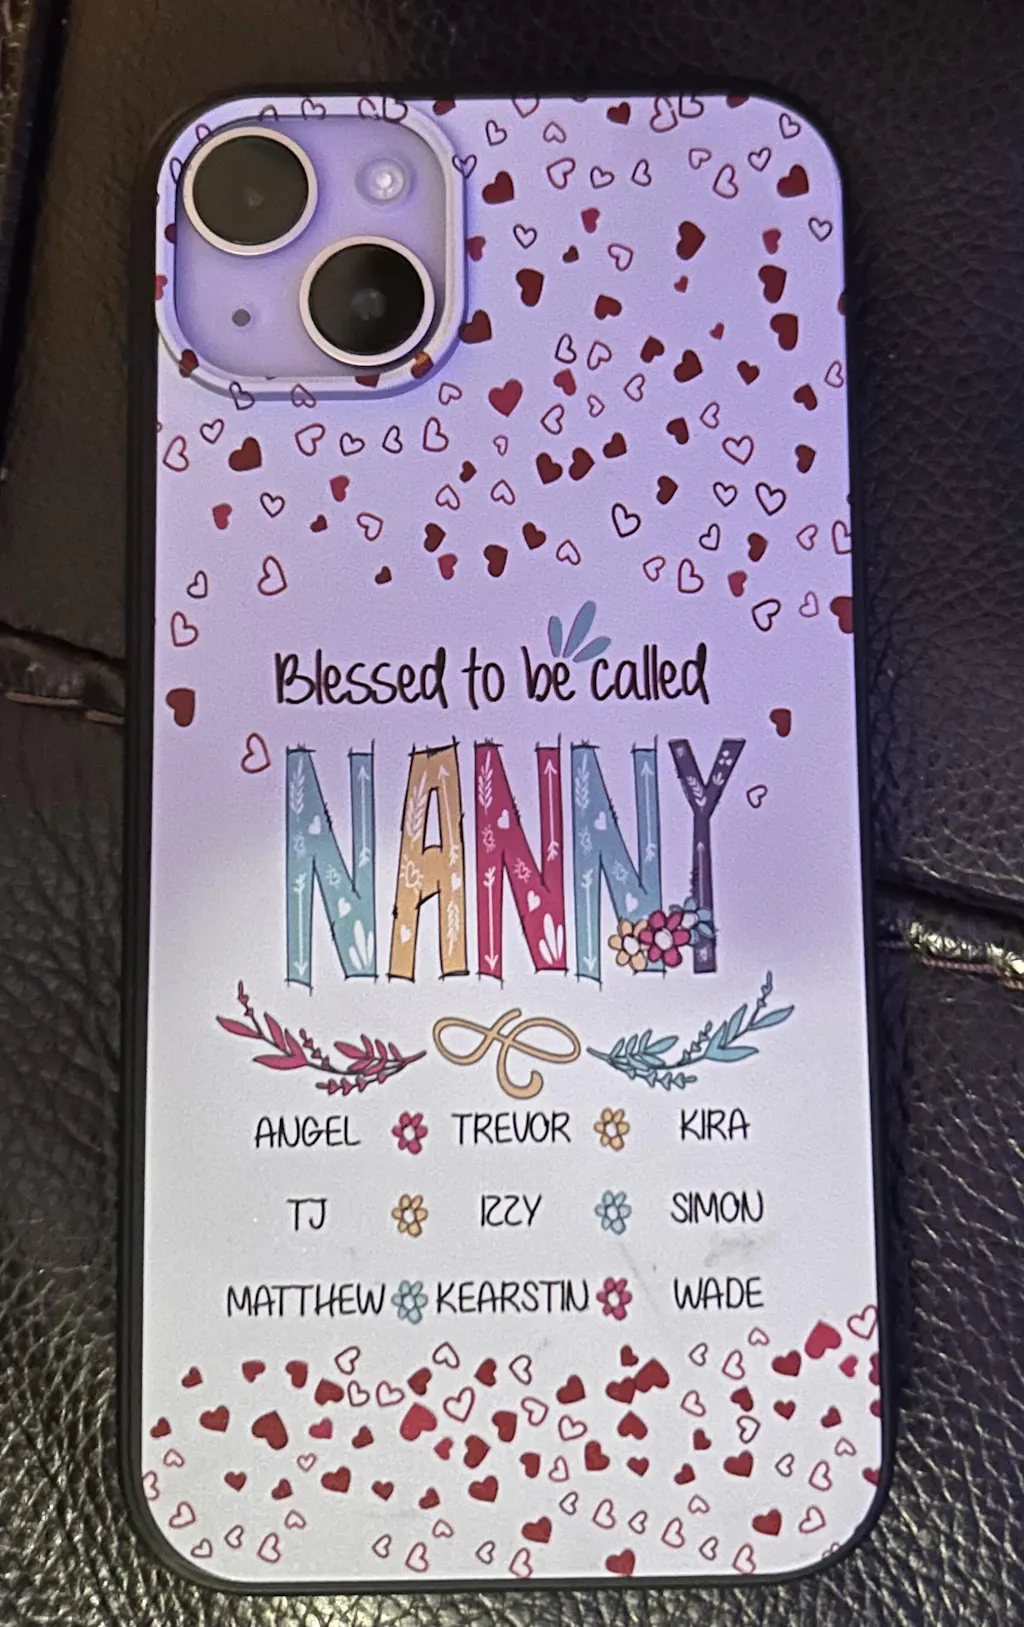 Blessed to be called
NANNY
ANGEL TREVOR KIRA
TJ IZZY SIMON
MATTHEW KEARSTIN WADE